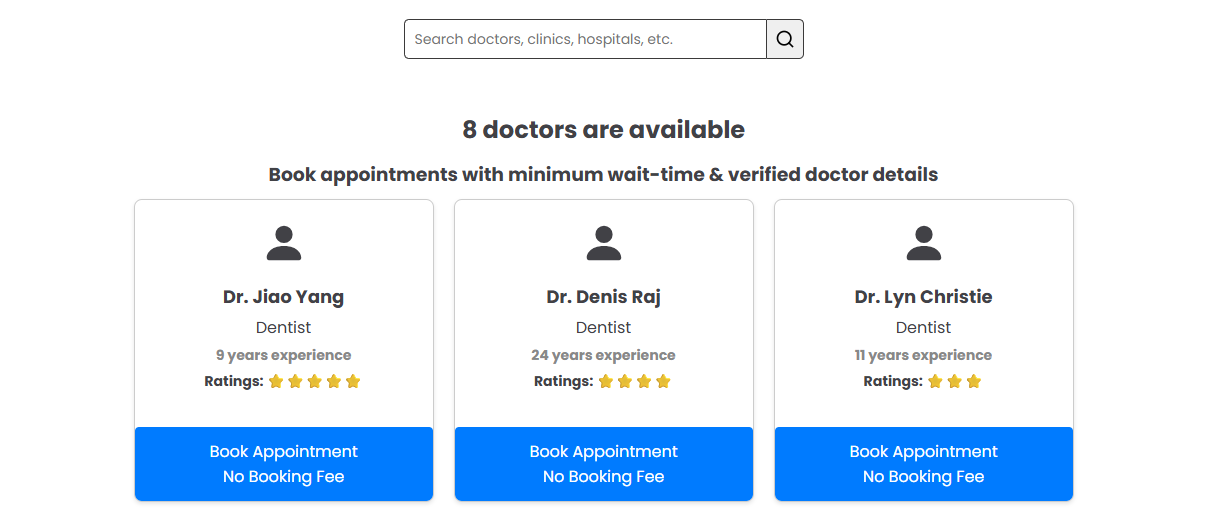 Search doctors, clinics, hospitals, etc.
8 doctors are available
Book appointments with minimum wait-time & verified doctor details
Dr. Jiao Yang
Dentist
9 years experience
Ratings:
Book Appointment
No Booking Fee
Dr. Denis Raj
Dentist
24 years experience
Ratings:
Book Appointment
No Booking Fee
Dr. Lyn Christie
Dentist
11 years experience
Ratings:
Book Appointment
No Booking Fee